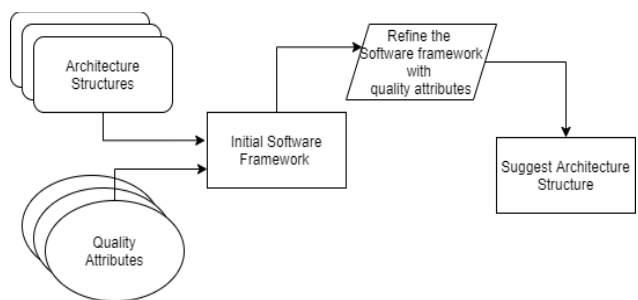 Architecture
Structures
Refine the
Software framework
with
quality attributes
Initial Software
Framework
Suggest Architecture
Structure
Quality
Attributes